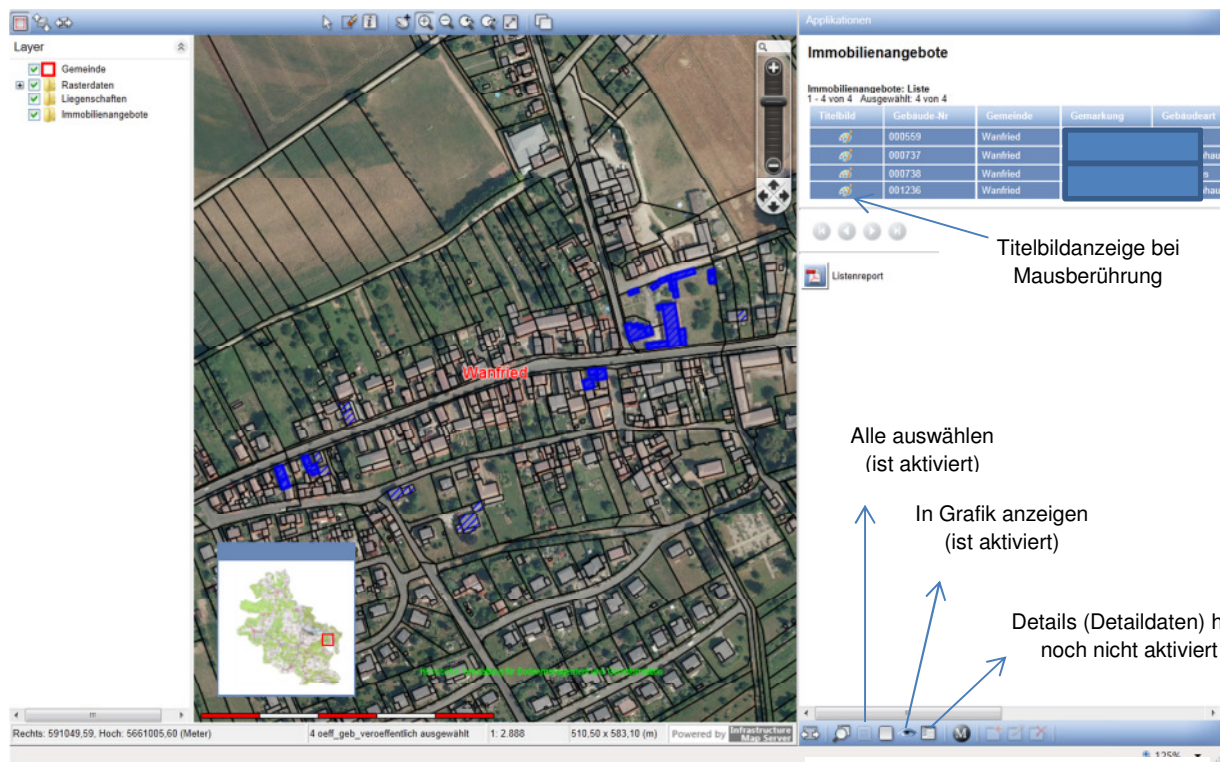 Applikationen
Layer
Gemeinde
Rasterdaten
Liegenschaften
Immobilienangebote
Wanfried
Immobilienangebote
Immobilienangebote: Liste
1 - 4 von 4 Ausgewählt: 4 von 4
Titelbild Gebäude-Nr Gemeinde Gemarkung Gebäudeart
000559 Wanfried
000737 Wanfried hau
000738 Wanfried s
001236 Wanfried hau
Titelbildanzeige bei
Mausberührung
Listenreport
Alle auswählen
(ist aktiviert)
In Grafik anzeigen
(ist aktiviert)
Details (Detaildaten) h
noch nicht aktiviert
Rechts: 591049,59, Hoch: 5661005,60 (Meter) 4 oeff_geb_veroeffentlich ausgewählt 1: 2.888 510,50 x 583,10 (m) Powered by Infrastructure
Map Server
M
125%